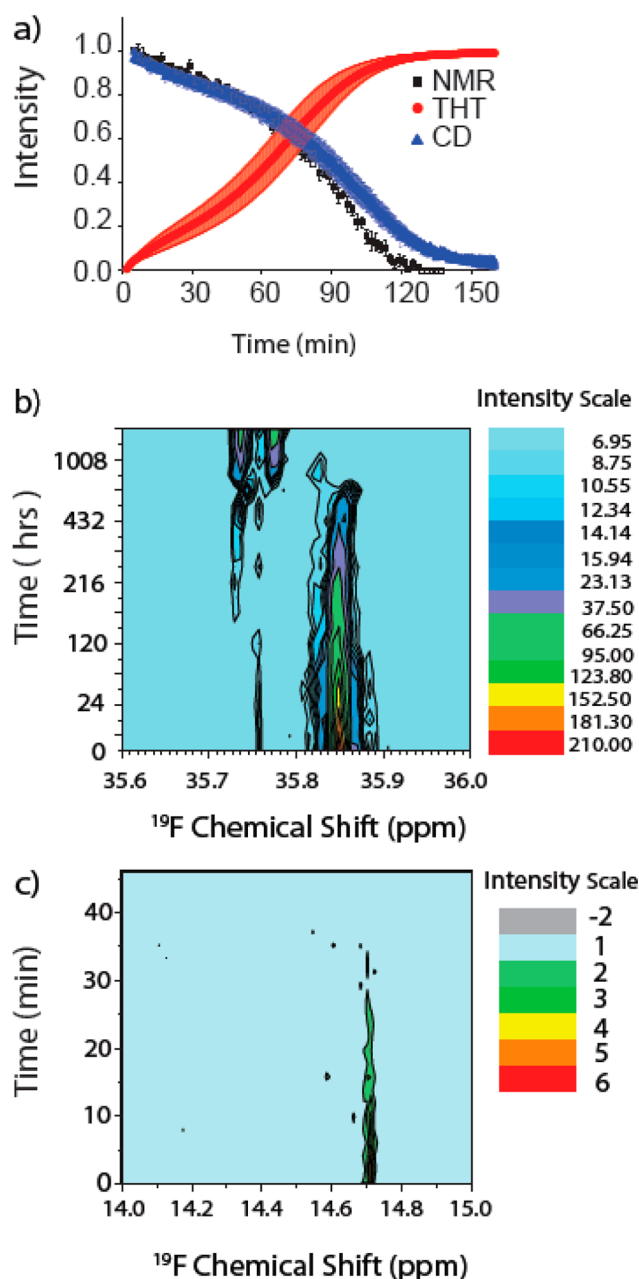 a)
Intensity
1.0
0.8
0.6
0.4
0.2
0.0
NMR
THT
CD
0 30 60 90 120 150
Time (min)
b)
Intensity Scale
Time ( hrs )
1008
432
216
120
24
0
35.6 35.7 35.8 35.9 36.0
¹⁹F Chemical Shift (ppm)
6.95
8.75
10.55
12.34
14.14
15.94
23.13
37.50
66.25
95.00
123.80
152.50
181.30
210.00
c)
Intensity Scale
Time (min)
40
30
20
10
0
14.0 14.2 14.4 14.6 14.8 15.0
¹⁹F Chemical Shift (ppm)
-2
1
2
3
4
5
6